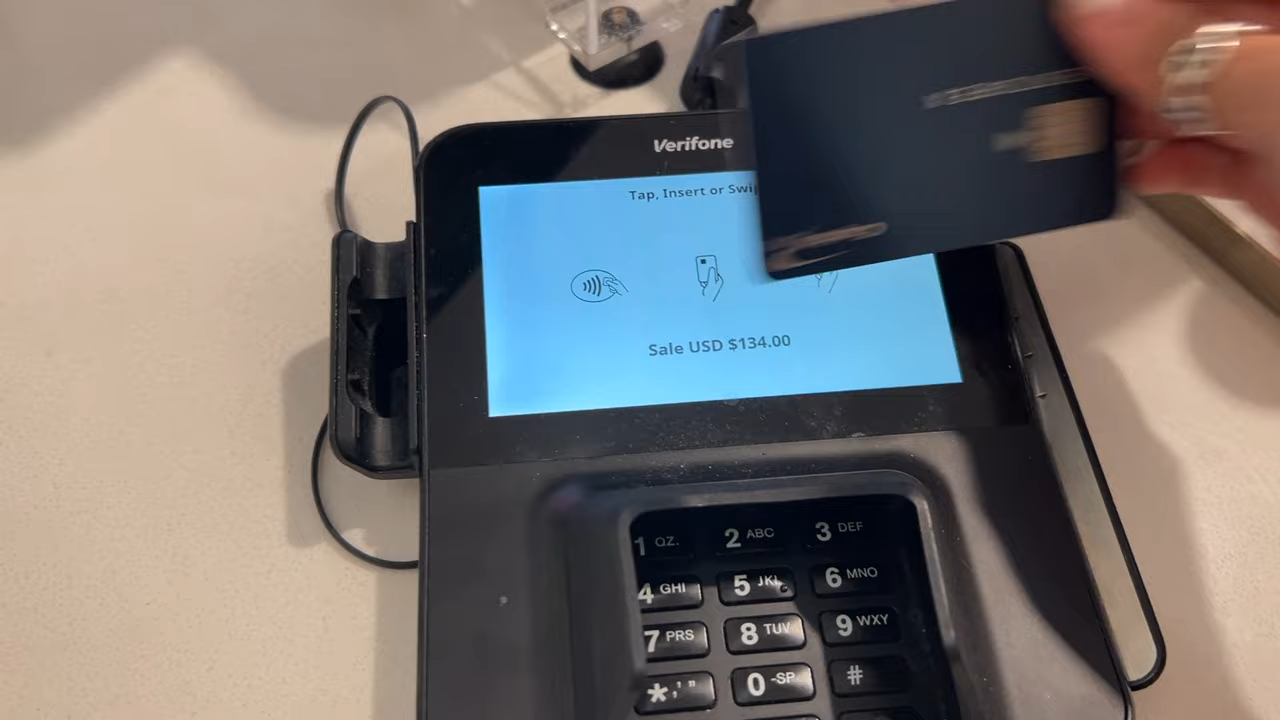 Verifone
Tap, Insert or
Sale USD $134.00
1 QZ. 2 ABC 3 DEF
4 GHI 5 JKL 6 MNO
7 PRS 8 TUV 9 WXY
*,'" 0 -SP #